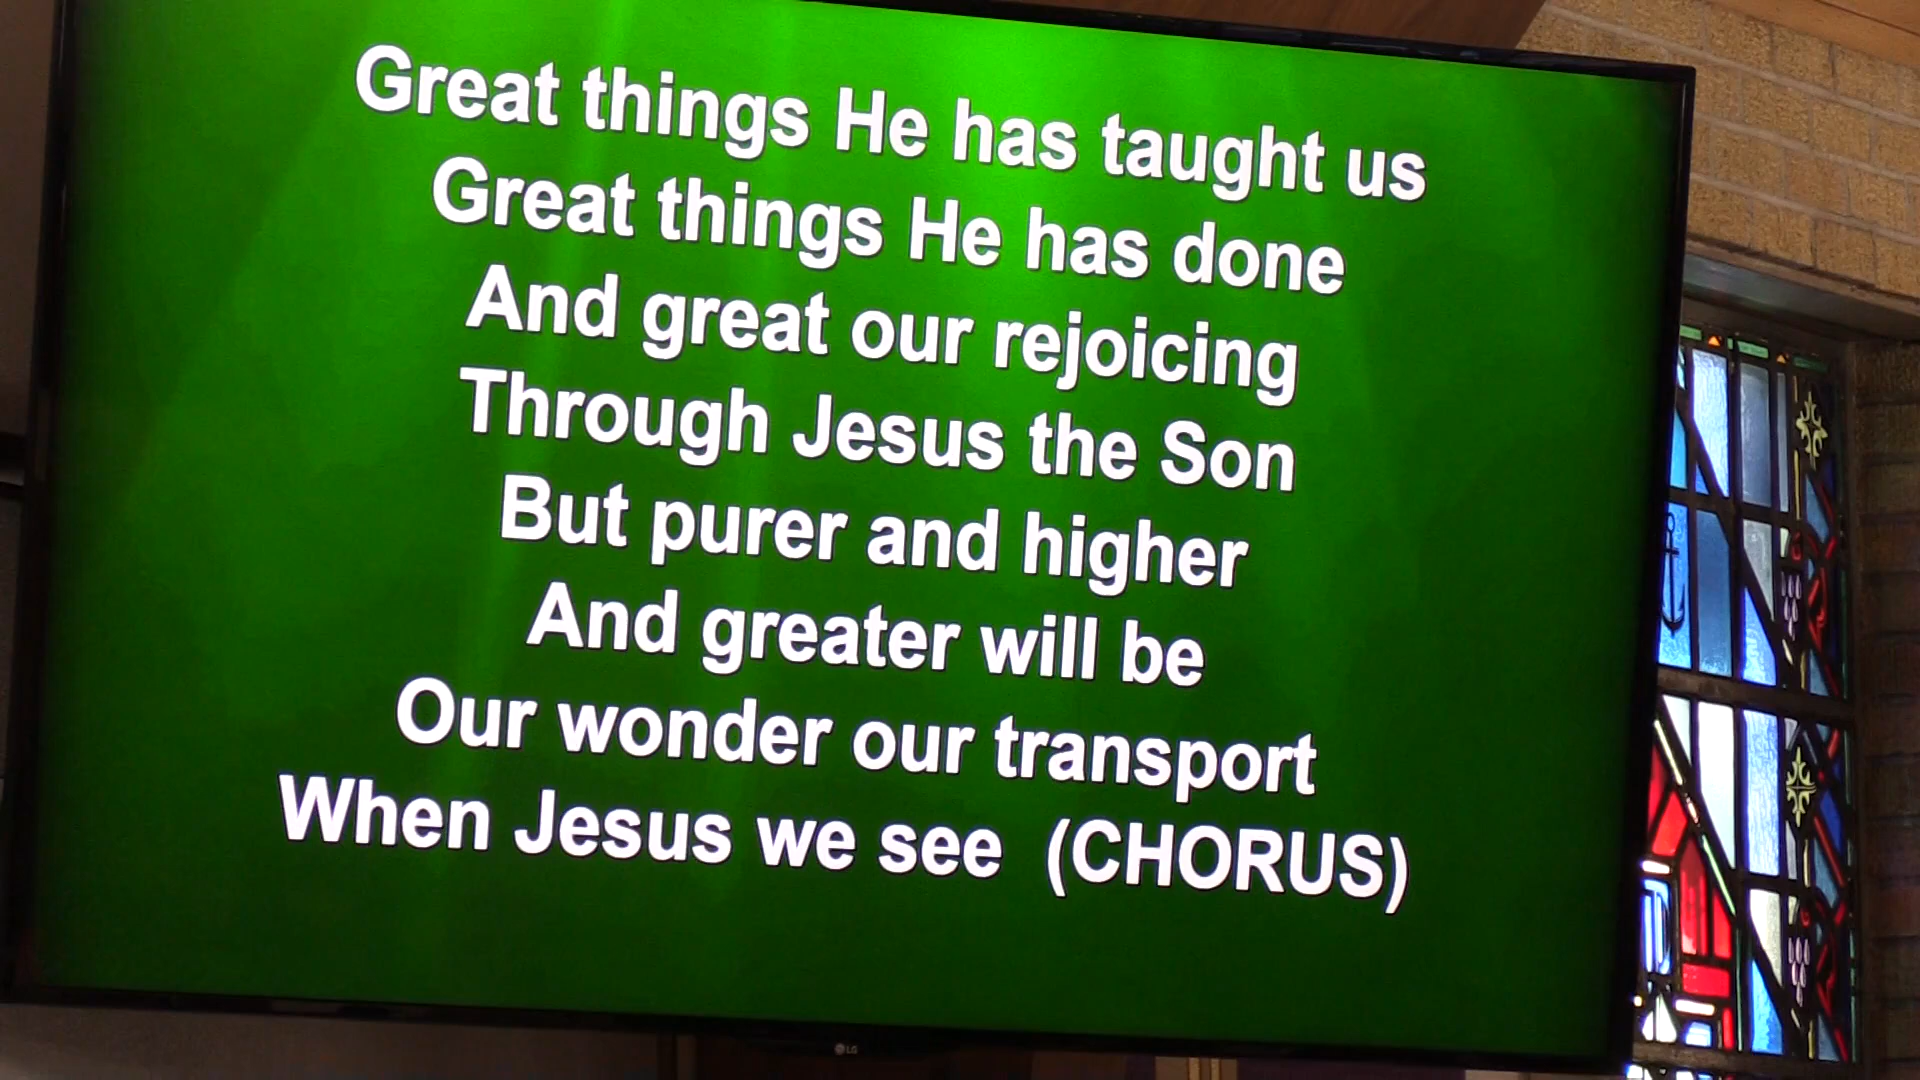 Great things He has taught us
Great things He has done
And great our rejoicing
Through Jesus the Son
But purer and higher
And greater will be
Our wonder our transport
When Jesus we see (CHORUS)
LG